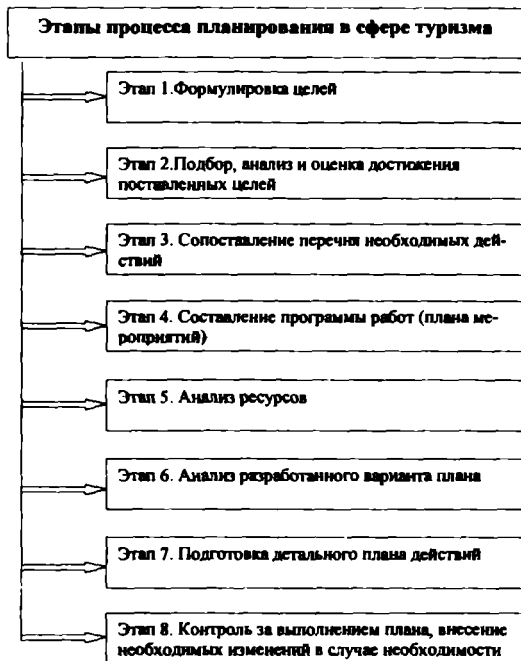 Этапы процесса планирования в сфере туризма
Этап 1.Формулировка целей
Этап 2.Подбор, анализ и оценка достижения
поставленных целей
Этап 3. Сопоставление перечня необходимых дей-
ствий
Этап 4. Составление программы работ (плана ме-
роприятий)
Этап 5. Анализ ресурсов
Этап 6. Анализ разработанного варианта плана
Этап 7. Подготовка детального плана действий
Этап 8. Контроль за выполнением плана, внесение
необходимых изменений в случае необходимости